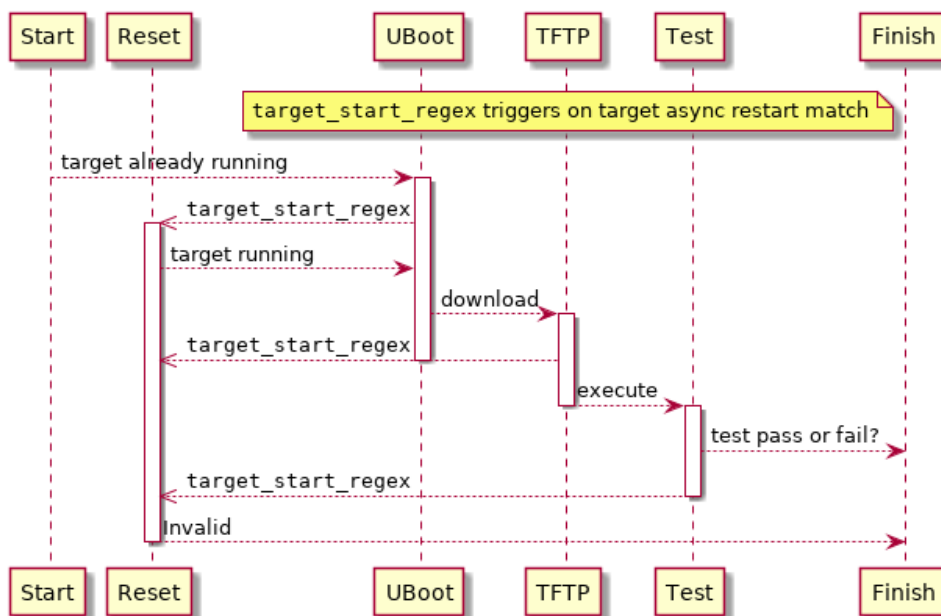 Start Reset UBoot TFTP Test Finish
target_start_regex triggers on target async restart match
target already running
target_start_regex
target running
download
target_start_regex
execute
test pass or fail?
target_start_regex
Invalid
Start Reset UBoot TFTP Test Finish